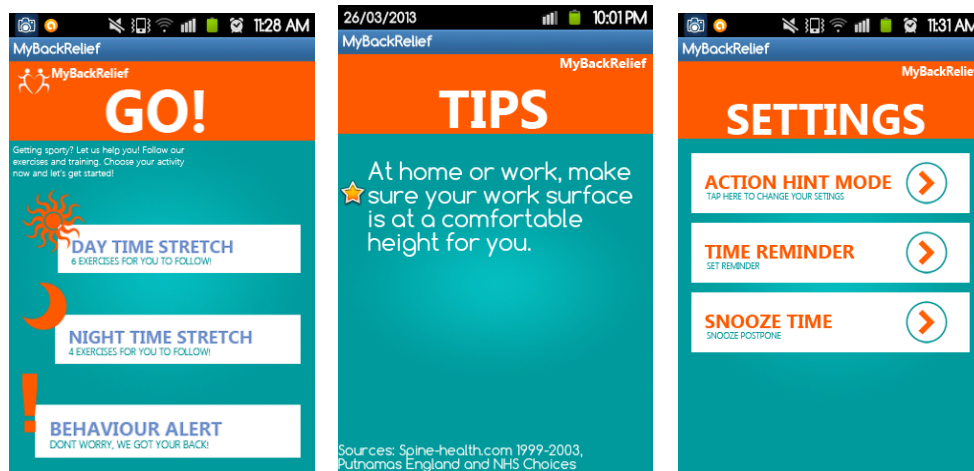 11:28 AM
MyBackRelief
MyBackRelief
GO!
Getting sporty? Let us help you! Follow our
exercises and training. Choose your activity
now and let's get started!
DAY TIME STRETCH
6 EXERCISES FOR YOU TO FOLLOW!
NIGHT TIME STRETCH
4 EXERCISES FOR YOU TO FOLLOW!
BEHAVIOUR ALERT
DONT WORRY, WE GOT YOUR BACK!
26/03/2013 10:01 PM
MyBackRelief
MyBackRelief
TIPS
At home or work, make
sure your work surface
is at a comfortable
height for you.
Sources: Spine-health.com 1999-2003,
Putnamas England and NHS Choices
11:31 AM
MyBackRelief
MyBackRelief
SETTINGS
ACTION HINT MODE
TAP HERE TO CHANGE YOUR SETINGS
TIME REMINDER
SET REMINDER
SNOOZE TIME
SNOOZE POSTPONE